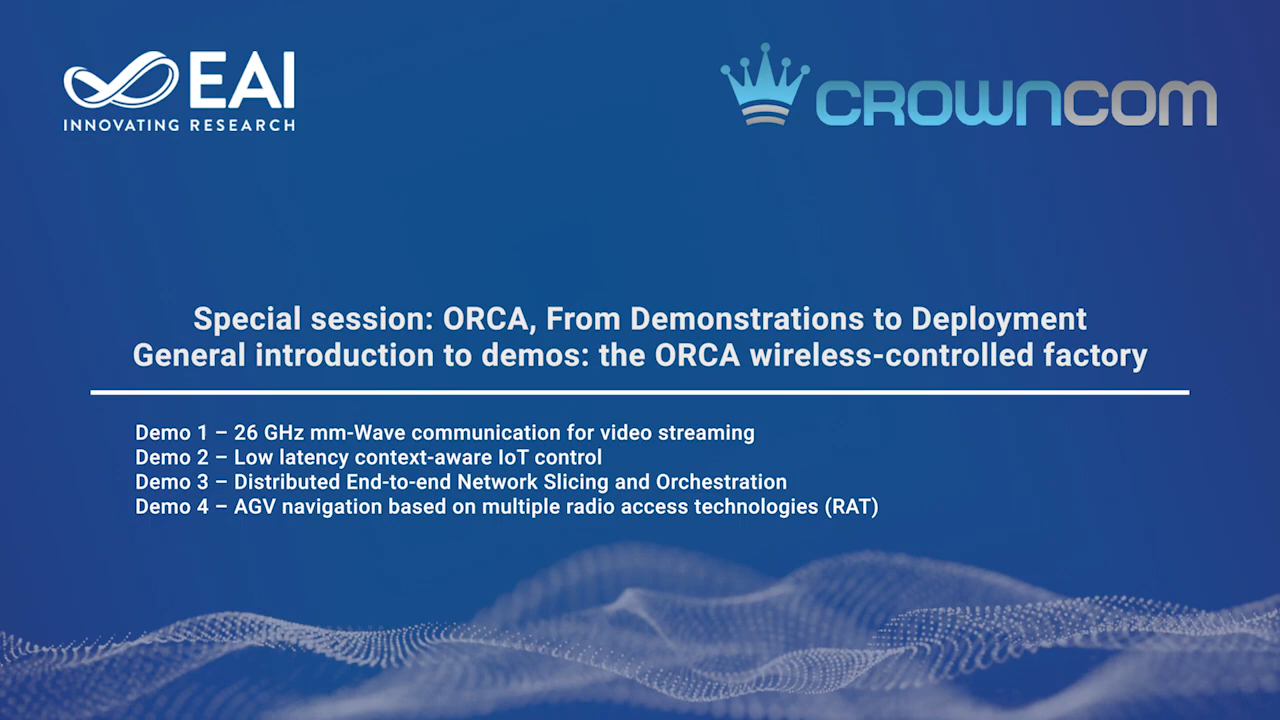 EAI
INNOVATING RESEARCH
CROWNCOM
Special session: ORCA, From Demonstrations to Deployment
General introduction to demos: the ORCA wireless-controlled factory
Demo 1 – 26 GHz mm-Wave communication for video streaming
Demo 2 – Low latency context-aware IoT control
Demo 3 – Distributed End-to-end Network Slicing and Orchestration
Demo 4 – AGV navigation based on multiple radio access technologies (RAT)